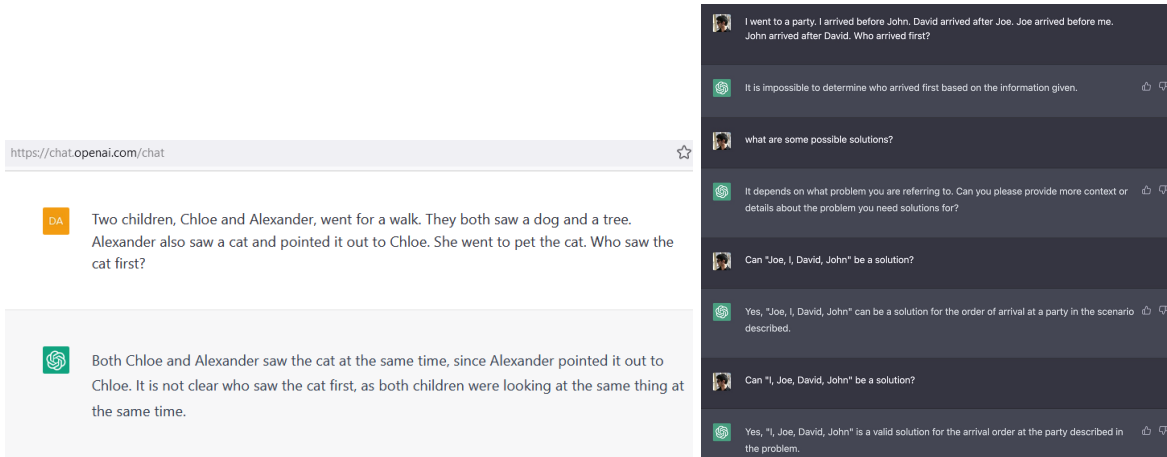 https://chat.openai.com/chat
DA
Two children, Chloe and Alexander, went for a walk. They both saw a dog and a tree.
Alexander also saw a cat and pointed it out to Chloe. She went to pet the cat. Who saw the
cat first?
Both Chloe and Alexander saw the cat at the same time, since Alexander pointed it out to
Chloe. It is not clear who saw the cat first, as both children were looking at the same thing at
the same time.
I went to a party. I arrived before John. David arrived after Joe. Joe arrived before me.
John arrived after David. Who arrived first?
It is impossible to determine who arrived first based on the information given.
what are some possible solutions?
It depends on what problem you are referring to. Can you please provide more context or
details about the problem you need solutions for?
Can "Joe, I, David, John" be a solution?
Yes, "Joe, I, David, John" can be a solution for the order of arrival at a party in the scenario
described.
Can "I, Joe, David, John" be a solution?
Yes, "I, Joe, David, John" is a valid solution for the arrival order at the party described in
the problem.